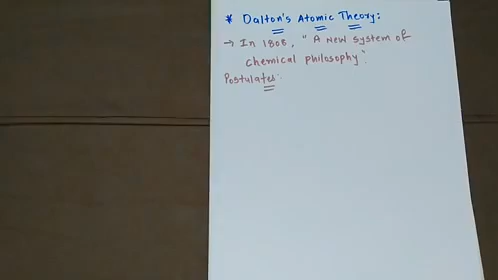 * Dalton's Atomic Theory:
→ In 1808, "A New system of
chemical philosophy".
Postulates: